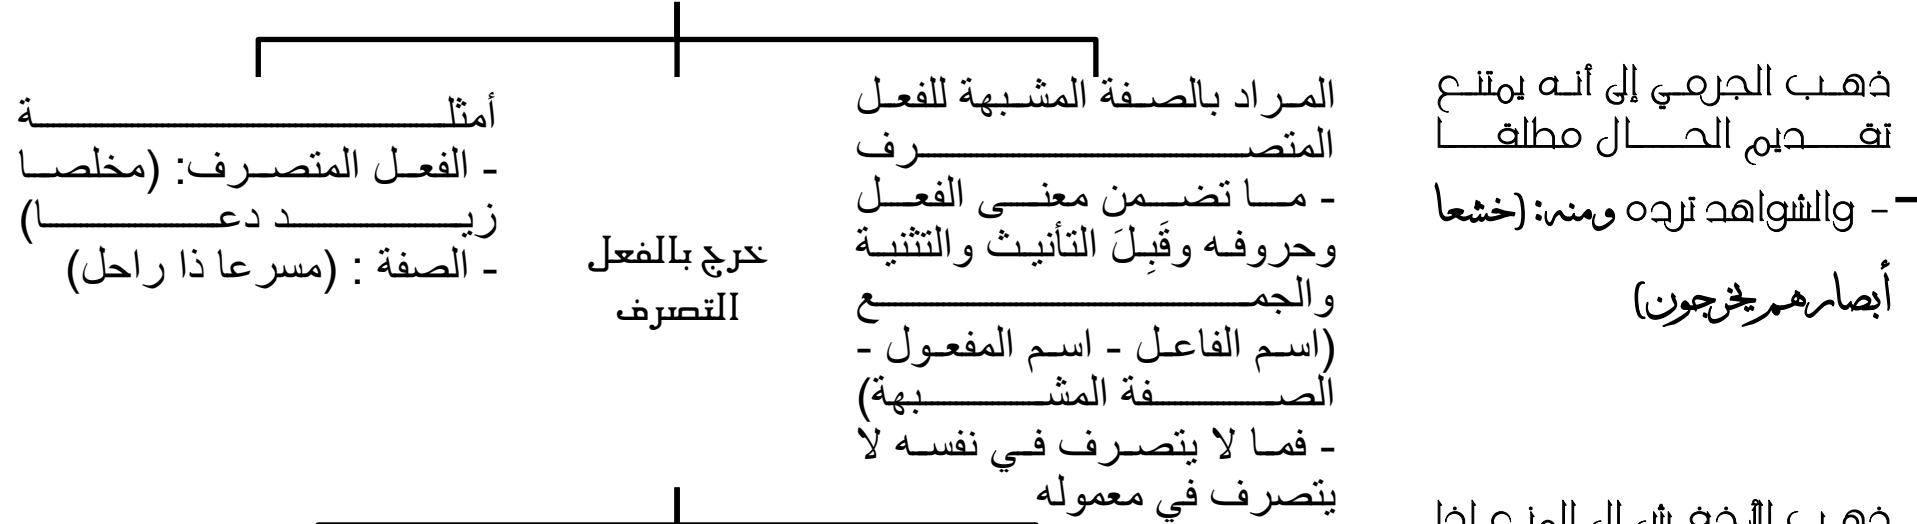 ذهب الجرمي إلى أنه يمتنع
تقديم الحال مطلقا
- والشواهد ترده ومنه: (خشعا
أبصارهم يخرجون)
المراد بالصفة المشبهة للفعل
المتصرف
- ما تضمن معنى الفعل
وحروفه وقَبِلَ التأنيث والتثنية
والجمع
(اسم الفاعل - اسم المفعول -
الصفة المشبهة)
- فما لا يتصرف في نفسه لا
يتصرف في معموله
خرج بالفعل
التصرف
أمثلة
- الفعل المتصرف: (مخلصا
زيد دعا)
- الصفة : (مسرعا ذا راحل)